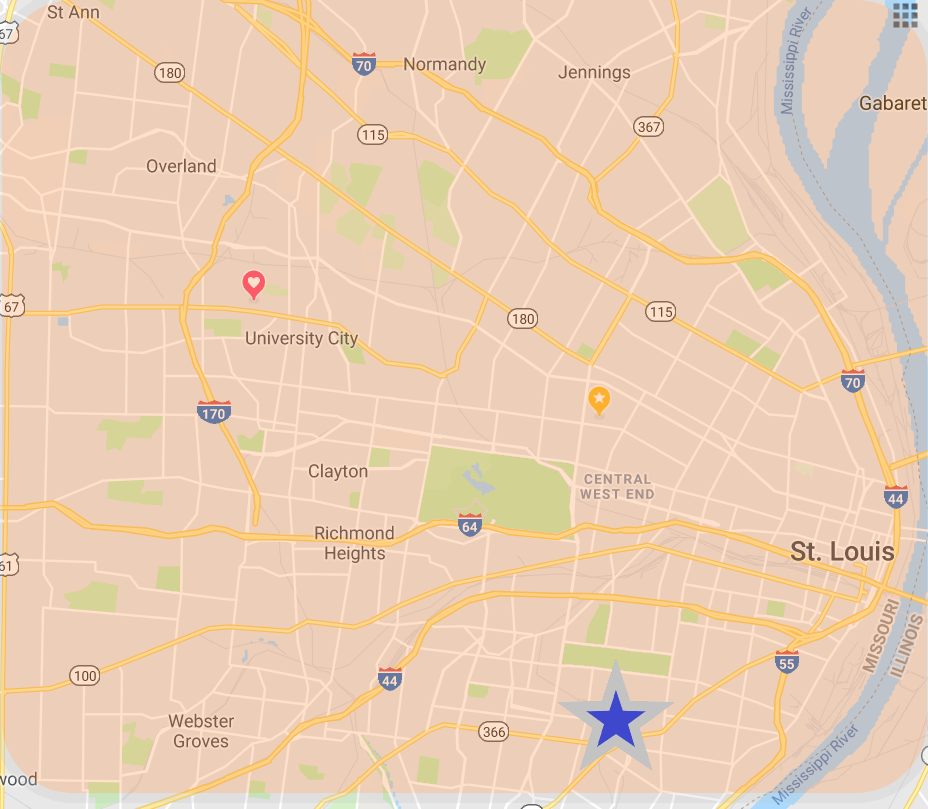 St Ann
67
180
70
Normandy
Jennings
Mississippi River
Gabaret
115
367
Overland
67
University City
180
115
70
170
Clayton
CENTRAL
WEST END
44
64
Richmond
Heights
St. Louis
61
MISSOURI
ILLINOIS
100
44
55
Webster
Groves
366
Mississippi River
wood